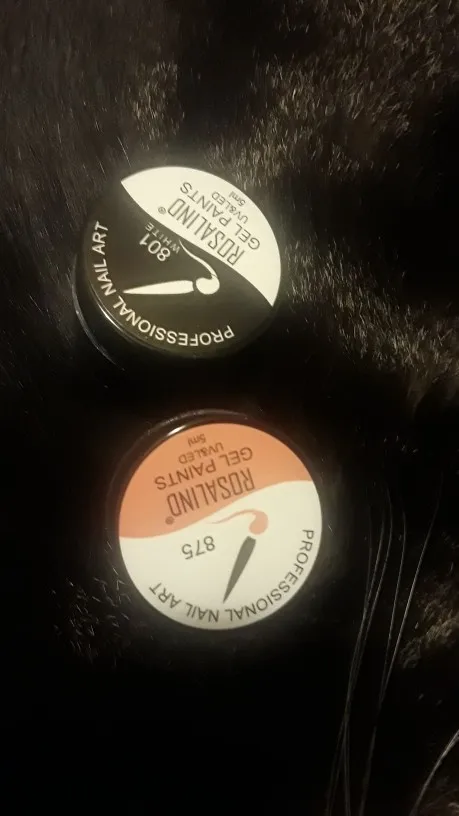 ROSALIND®
GEL PAINTS
UV&LED
5ml
801
WHITE
PROFESSIONAL NAIL ART
ROSALIND®
GEL PAINTS
UV&LED
5ml
875
PROFESSIONAL NAIL ART